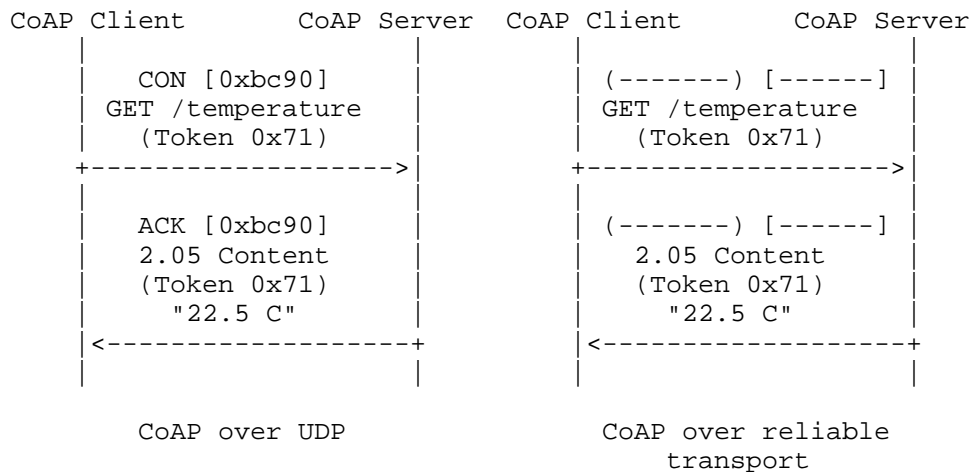 CoAP Client       CoAP Server  CoAP Client       CoAP Server
    |                    |         |                    |
    |   CON [0xbc90]     |         | (-------) [------] |
    | GET /temperature   |         | GET /temperature   |
    |   (Token 0x71)     |         |   (Token 0x71)     |
    +------------------->|         +------------------->|
    |                    |         |                    |
    |   ACK [0xbc90]     |         | (-------) [------] |
    |   2.05 Content     |         |   2.05 Content     |
    |   (Token 0x71)     |         |   (Token 0x71)     |
    |     "22.5 C"       |         |     "22.5 C"       |
    |<-------------------+         |<-------------------+
    |                    |         |                    |
        CoAP over UDP                CoAP over reliable
                                         transport